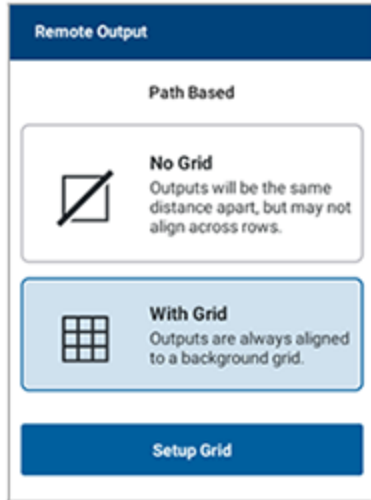 Remote Output
Path Based
No Grid
Outputs will be the same
distance apart, but may not
align across rows.
With Grid
Outputs are always aligned
to a background grid.
Setup Grid